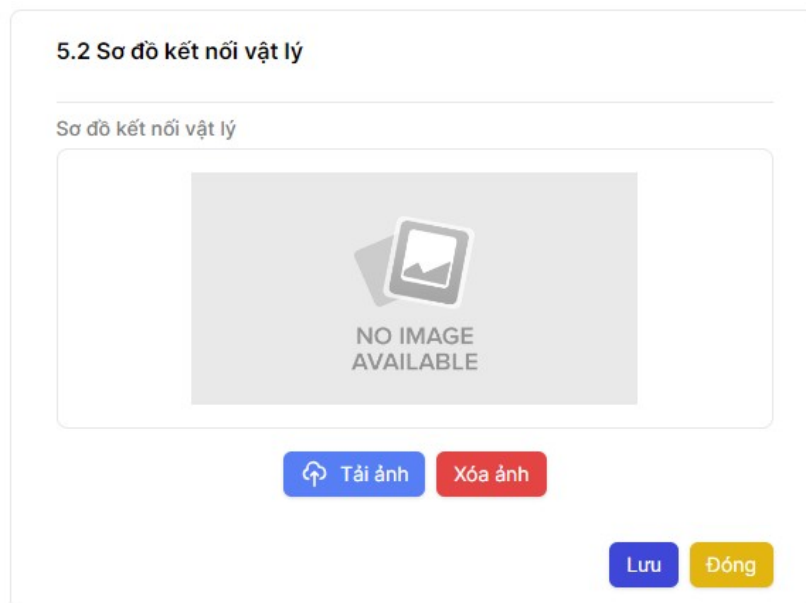 5.2 Sơ đồ kết nối vật lý
Sơ đồ kết nối vật lý
NO IMAGE
AVAILABLE
Tải ảnh
Xóa ảnh
Lưu
Đóng